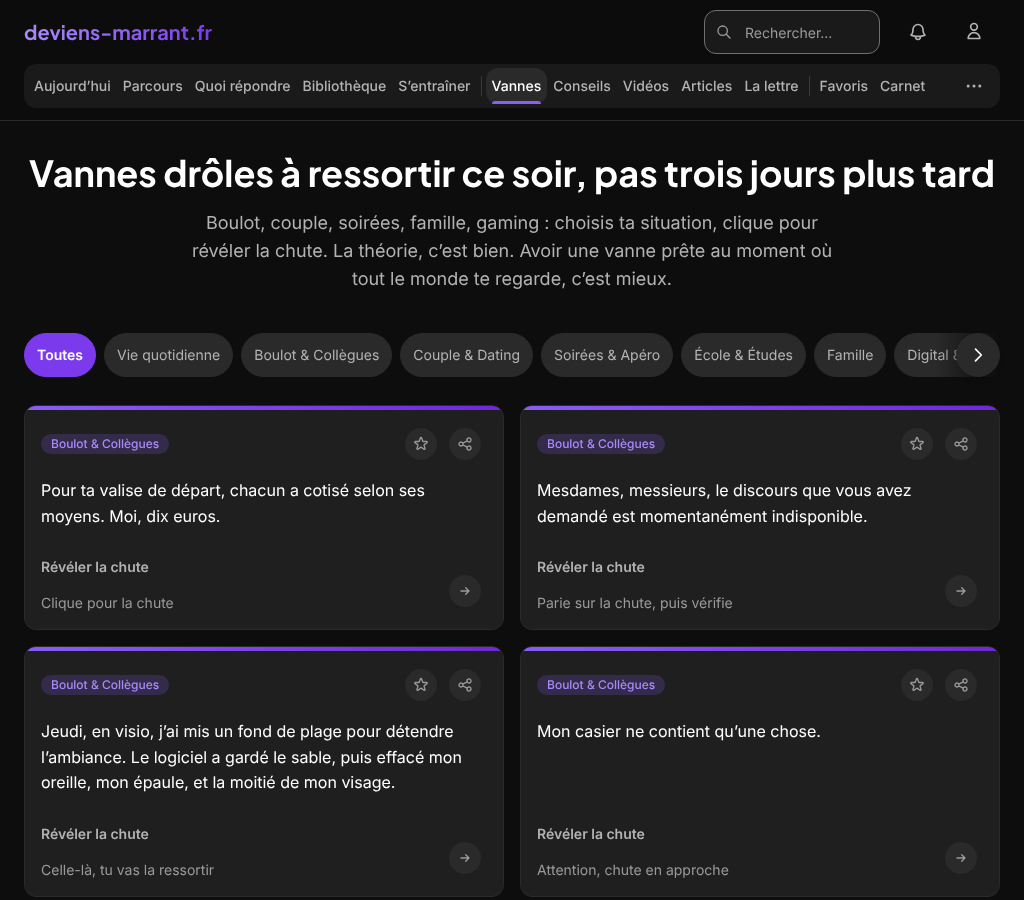 deviens-marrant.fr
Rechercher...
Aujourd’hui Parcours Quoi répondre Bibliothèque S’entraîner Vannes Conseils Vidéos Articles La lettre Favoris Carnet
Vannes drôles à ressortir ce soir, pas trois jours plus tard
Boulot, couple, soirées, famille, gaming : choisis ta situation, clique pour
révéler la chute. La théorie, c’est bien. Avoir une vanne prête au moment où
tout le monde te regarde, c’est mieux.
Toutes Vie quotidienne Boulot & Collègues Couple & Dating Soirées & Apéro École & Études Famille Digital &
Boulot & Collègues
Pour ta valise de départ, chacun a cotisé selon ses
moyens. Moi, dix euros.
Révéler la chute
Clique pour la chute
Boulot & Collègues
Mesdames, messieurs, le discours que vous avez
demandé est momentanément indisponible.
Révéler la chute
Parie sur la chute, puis vérifie
Boulot & Collègues
Jeudi, en visio, j’ai mis un fond de plage pour détendre
l’ambiance. Le logiciel a gardé le sable, puis effacé mon
oreille, mon épaule, et la moitié de mon visage.
Révéler la chute
Celle-là, tu vas la ressortir
Boulot & Collègues
Mon casier ne contient qu’une chose.
Révéler la chute
Attention, chute en approche